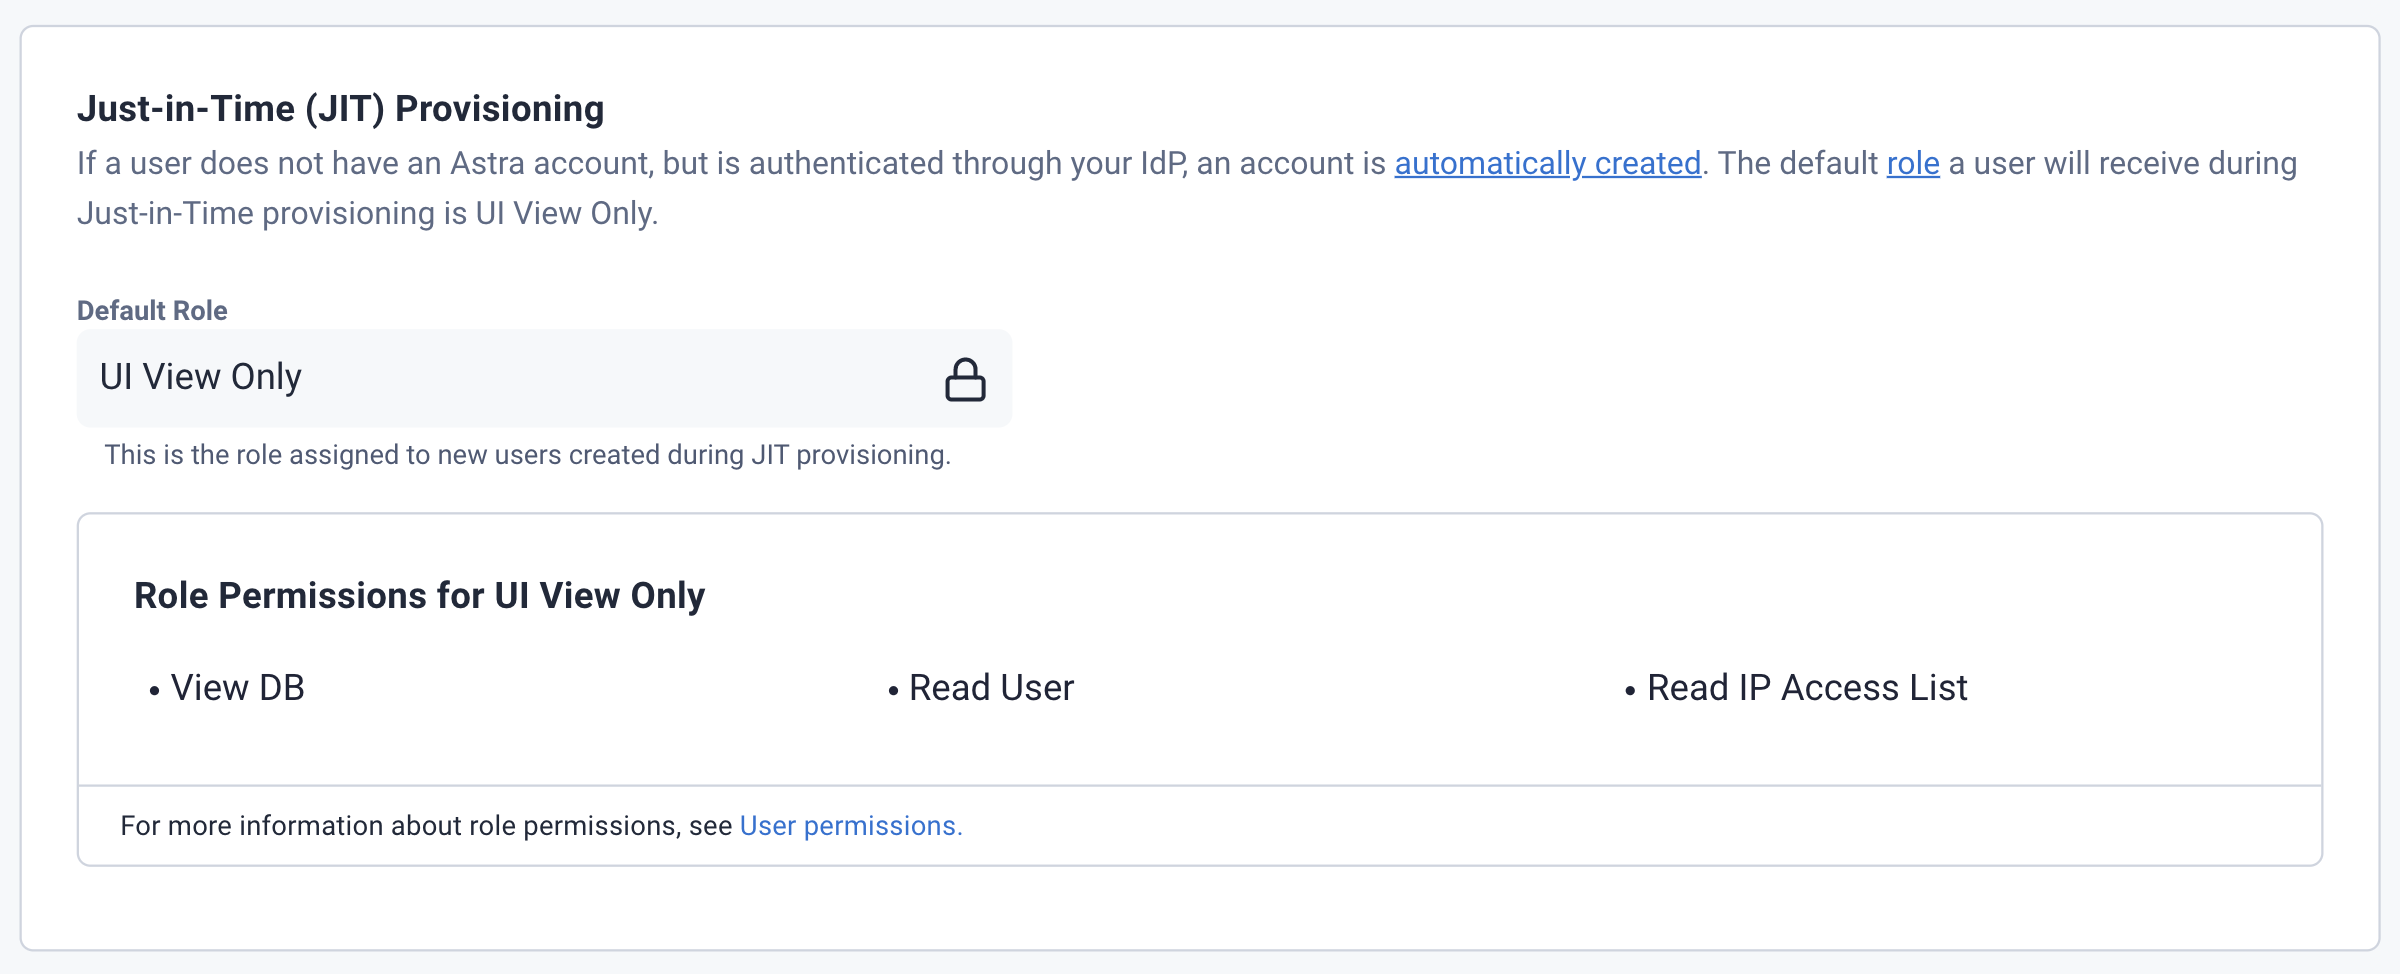 Just-in-Time (JIT) Provisioning
If a user does not have an Astra account, but is authenticated through your IdP, an account is automatically created. The default role a user will receive during
Just-in-Time provisioning is UI View Only.
Default Role
UI View Only
This is the role assigned to new users created during JIT provisioning.
Role Permissions for UI View Only
• View DB • Read User • Read IP Access List
For more information about role permissions, see User permissions.